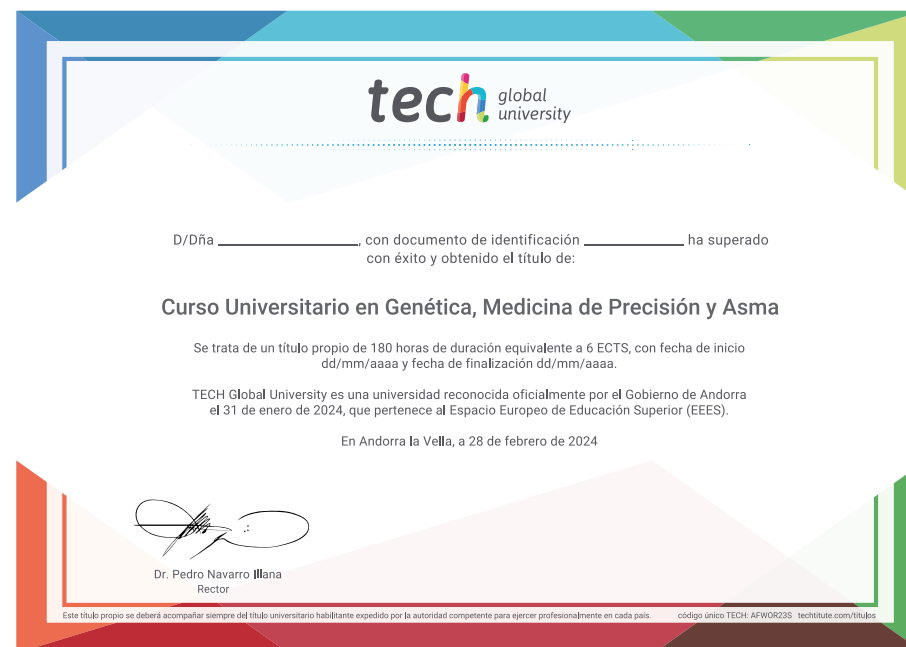 tech global university
D/Dña ____________________, con documento de identificación ______________ ha superado
con éxito y obtenido el título de:
Curso Universitario en Genética, Medicina de Precisión y Asma
Se trata de un título propio de 180 horas de duración equivalente a 6 ECTS, con fecha de inicio
dd/mm/aaaa y fecha de finalización dd/mm/aaaa.
TECH Global University es una universidad reconocida oficialmente por el Gobierno de Andorra
el 31 de enero de 2024, que pertenece al Espacio Europeo de Educación Superior (EEES).
En Andorra la Vella, a 28 de febrero de 2024
Dr. Pedro Navarro Illana
Rector
Este título propio se deberá acompañar siempre del título universitario habilitante expedido por la autoridad competente para ejercer profesionalmente en cada país. código único TECH: AFWOR23S techtitute.com/titulos